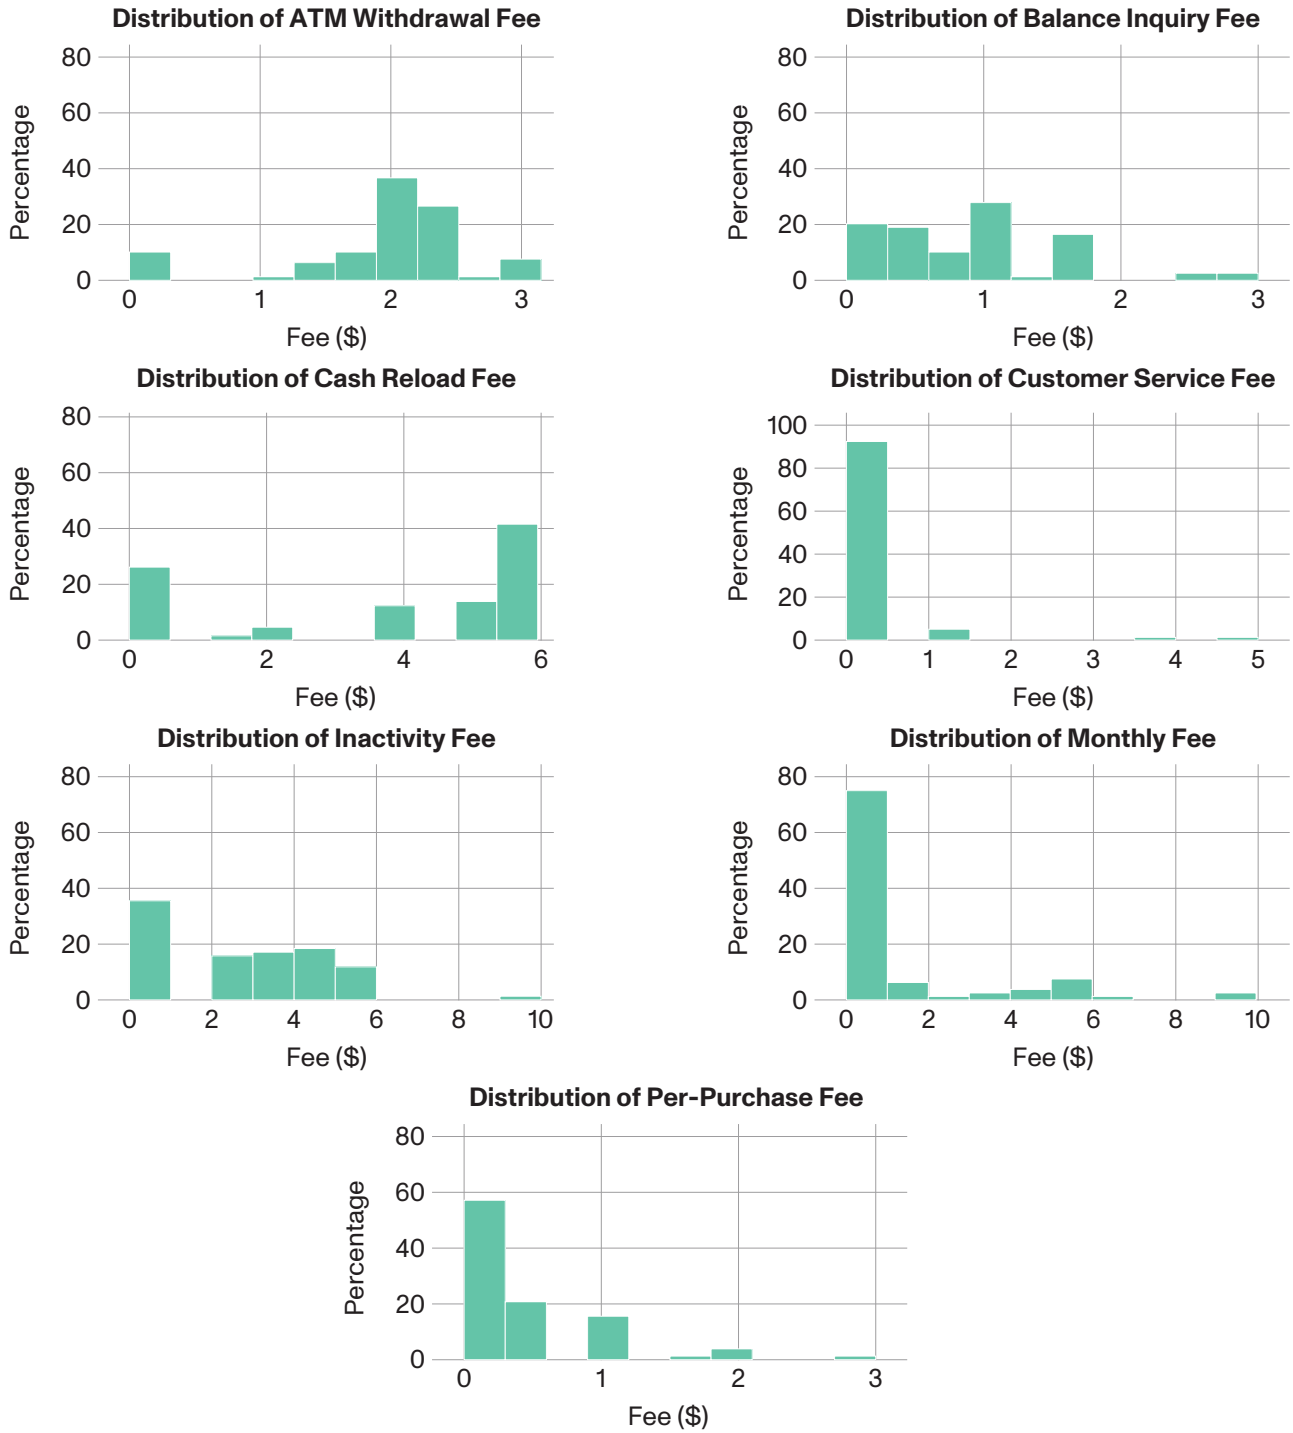 Distribution of ATM Withdrawal Fee
Percentage
80
60
40
20
0
0 1 2 3
Fee ($)
Distribution of Balance Inquiry Fee
Percentage
80
60
40
20
0
0 1 2 3
Fee ($)
Distribution of Cash Reload Fee
Percentage
80
60
40
20
0
0 2 4 6
Fee ($)
Distribution of Customer Service Fee
Percentage
100
80
60
40
20
0
0 1 2 3 4 5
Fee ($)
Distribution of Inactivity Fee
Percentage
80
60
40
20
0
0 2 4 6 8 10
Fee ($)
Distribution of Monthly Fee
Percentage
80
60
40
20
0
0 2 4 6 8 10
Fee ($)
Distribution of Per-Purchase Fee
Percentage
80
60
40
20
0
0 1 2 3
Fee ($)